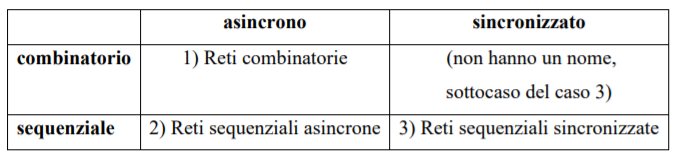 asincrono sincronizzato
combinatorio 1) Reti combinatorie (non hanno un nome,
sottocaso del caso 3)
sequenziale 2) Reti sequenziali asincrone 3) Reti sequenziali sincronizzate